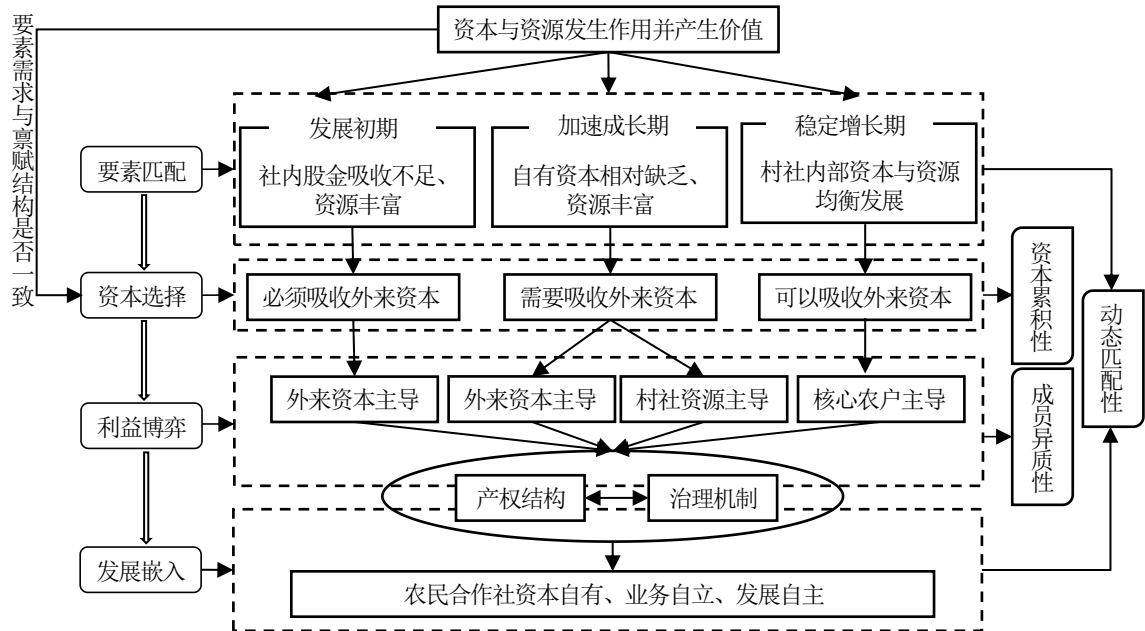 资本与资源发生作用并产生价值
要素需求与禀赋结构是否一致
发展初期
加速成长期
稳定增长期
要素匹配
社内股金吸收不足、
资源丰富
自有资本相对缺乏、
资源丰富
村社内部资本与资源
均衡发展
资本选择
必须吸收外来资本
需要吸收外来资本
可以吸收外来资本
资本累积性
动态匹配性
利益博弈
外来资本主导
外来资本主导
村社资源主导
核心农户主导
成员异质性
产权结构
治理机制
发展嵌入
农民合作社资本自有、业务自立、发展自主